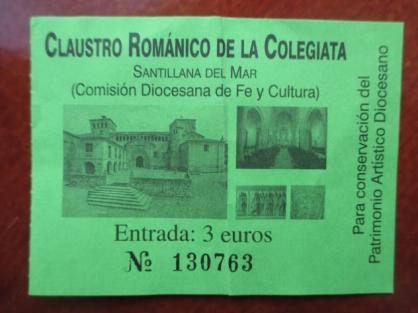 CLAUSTRO ROMÁNICO DE LA COLEGIATA
SANTILLANA DEL MAR
(Comisión Diocesana de Fe y Cultura)
Entrada: 3 euros
№ 130763
Para conservación del
Patrimonio Artístico Diocesano